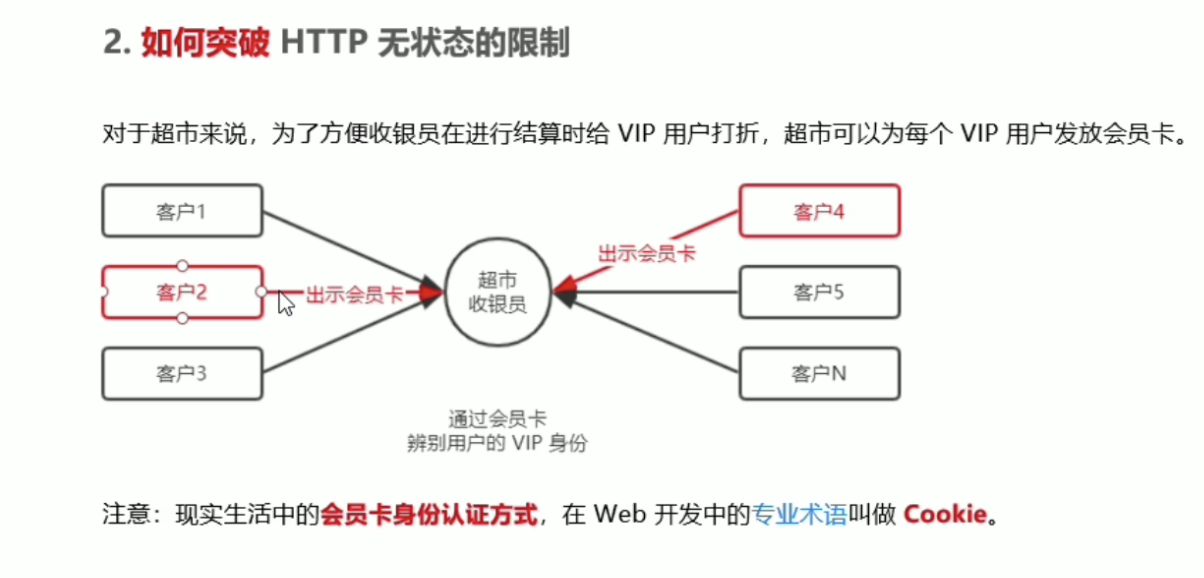 2. 如何突破 HTTP 无状态的限制
对于超市来说，为了方便收银员在进行结算时给 VIP 用户打折，超市可以为每个 VIP 用户发放会员卡。
客户1
客户4
出示会员卡
超市
收银员
客户2
出示会员卡
客户5
客户3
客户N
通过会员卡
辨别用户的 VIP 身份
注意：现实生活中的会员卡身份认证方式，在 Web 开发中的专业术语叫做 Cookie。